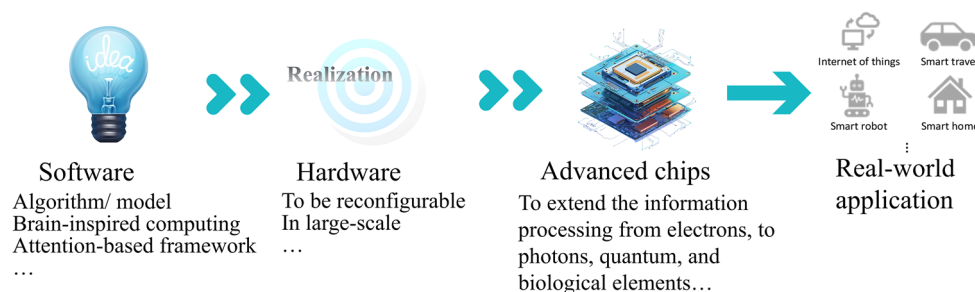 idea
Software
Algorithm/ model
Brain-inspired computing
Attention-based framework
…
Realization
Hardware
To be reconfigurable
In large-scale
…
Advanced chips
To extend the information
processing from electrons, to
photons, quantum, and
biological elements…
Internet of things
Smart travel
Smart robot
Smart home
⋮
Real-world
application